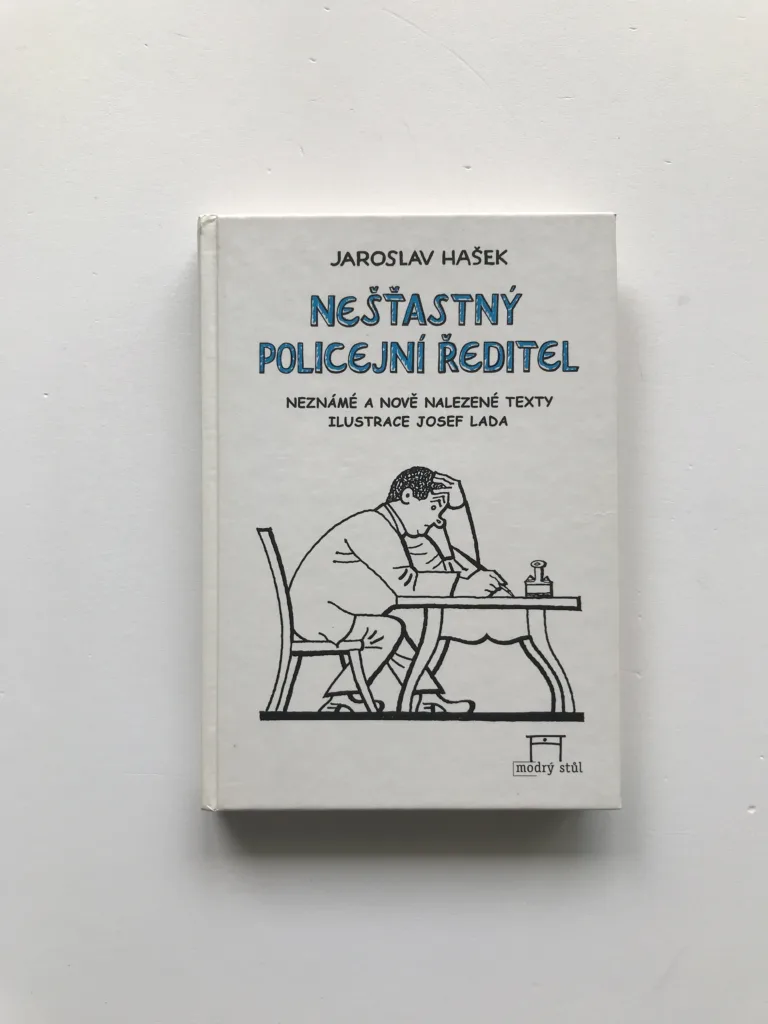 JAROSLAV HAŠEK
NEŠŤASTNÝ
POLICEJNÍ ŘEDITEL
NEZNÁMÉ A NOVĚ NALEZENÉ TEXTY
ILUSTRACE JOSEF LADA
modrý stůl